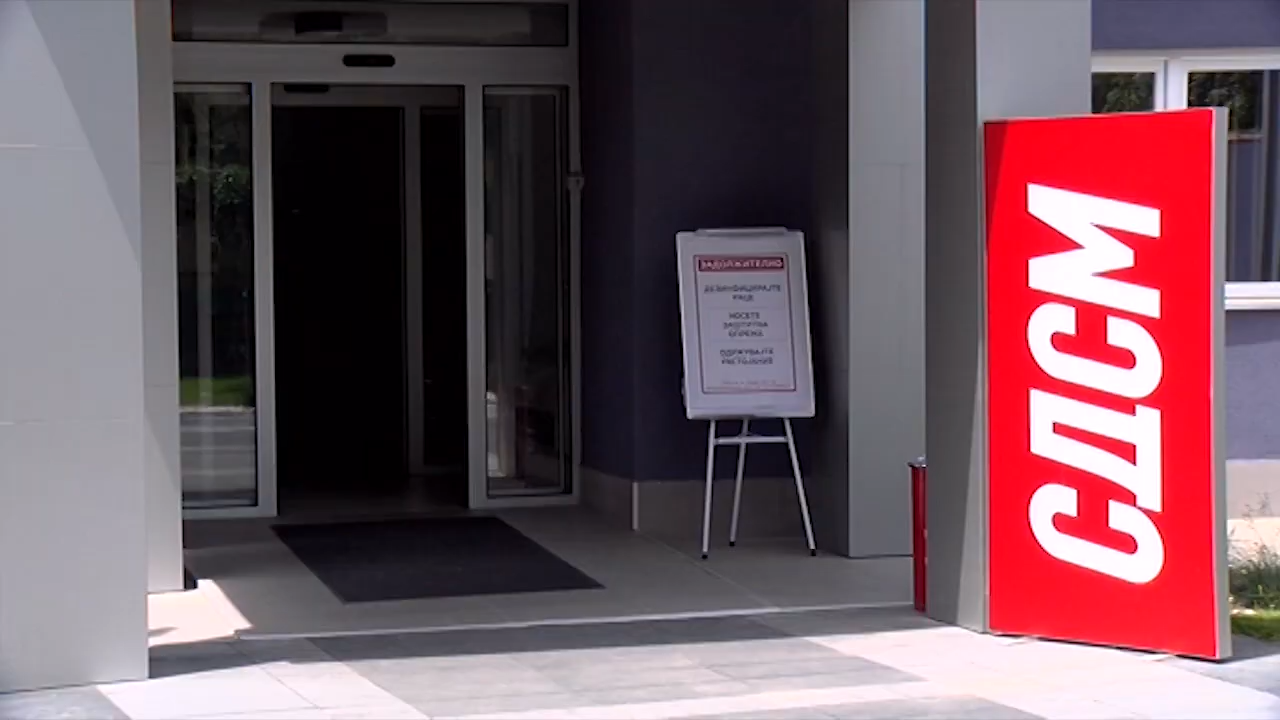 ЗАДОЛЖИТЕЛНО
ДЕЗИНФИЦИРАЈТЕ
РАЦЕ
НОСЕТЕ
ЗАШТИТНА
ОПРЕМА
ОДРЖУВАЈТЕ
РАСТОЈАНИЕ
СДСМ